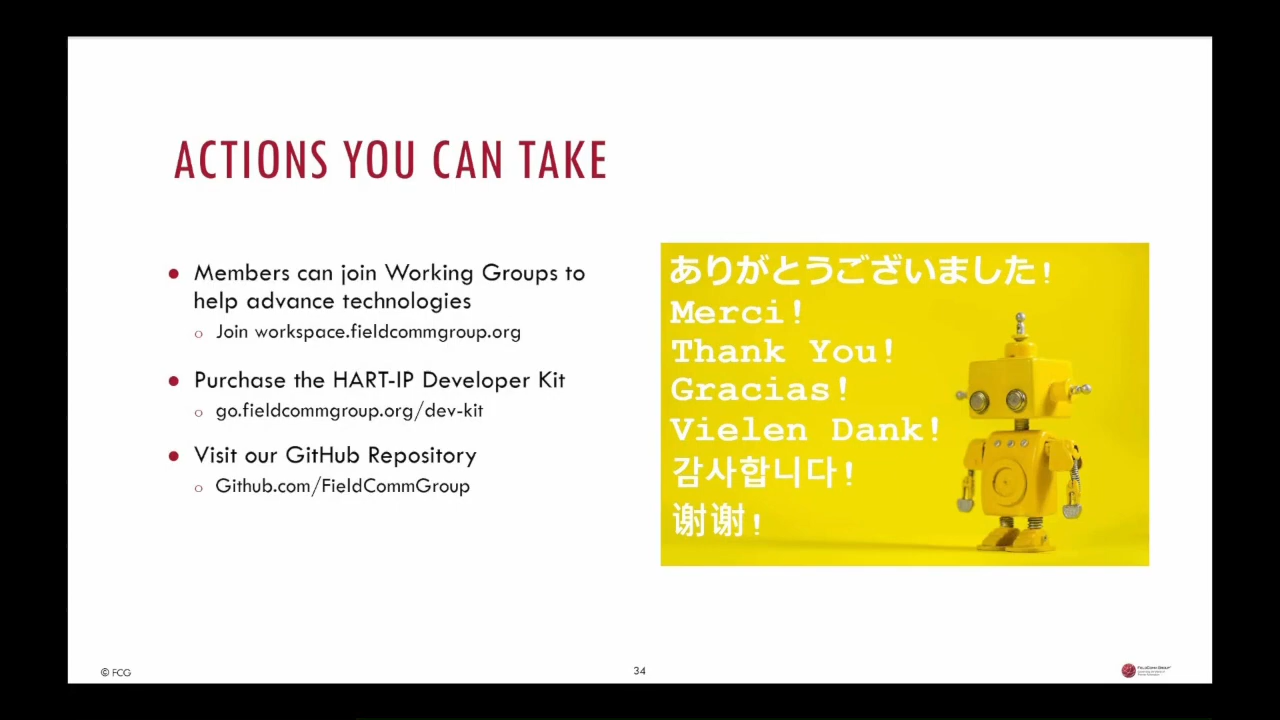 ACTIONS YOU CAN TAKE
Members can join Working Groups to
help advance technologies
Join workspace.fieldcommgroup.org
Purchase the HART-IP Developer Kit
go.fieldcommgroup.org/dev-kit
Visit our GitHub Repository
Github.com/FieldCommGroup
ありがとうございました!
Merci!
Thank You!
Gracias!
Vielen Dank!
감사합니다!
谢谢!
© FCG
34
FieldComm Group